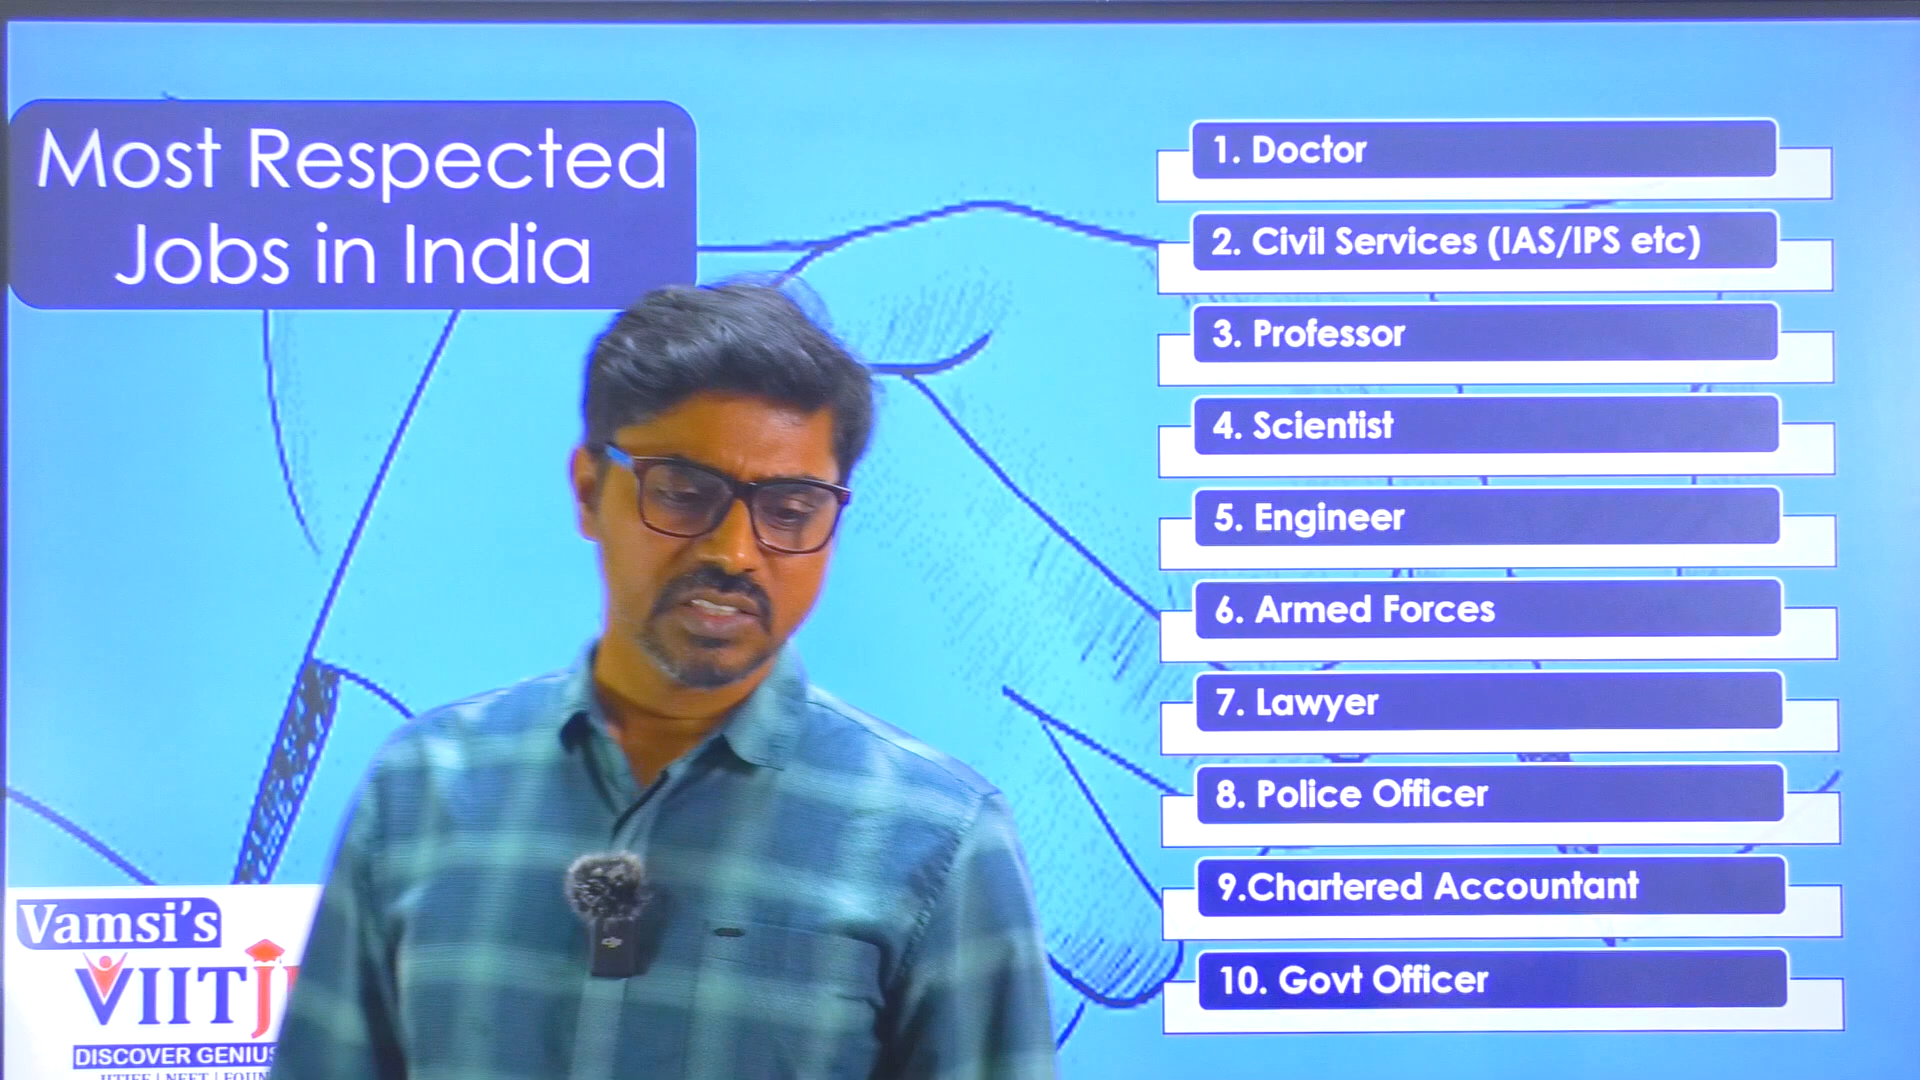 Most Respected
Jobs in India
1. Doctor
2. Civil Services (IAS/IPS etc)
3. Professor
4. Scientist
5. Engineer
6. Armed Forces
7. Lawyer
8. Police Officer
9.Chartered Accountant
10. Govt Officer
Vamsi's
VIITJ
DISCOVER GENIUS
dji